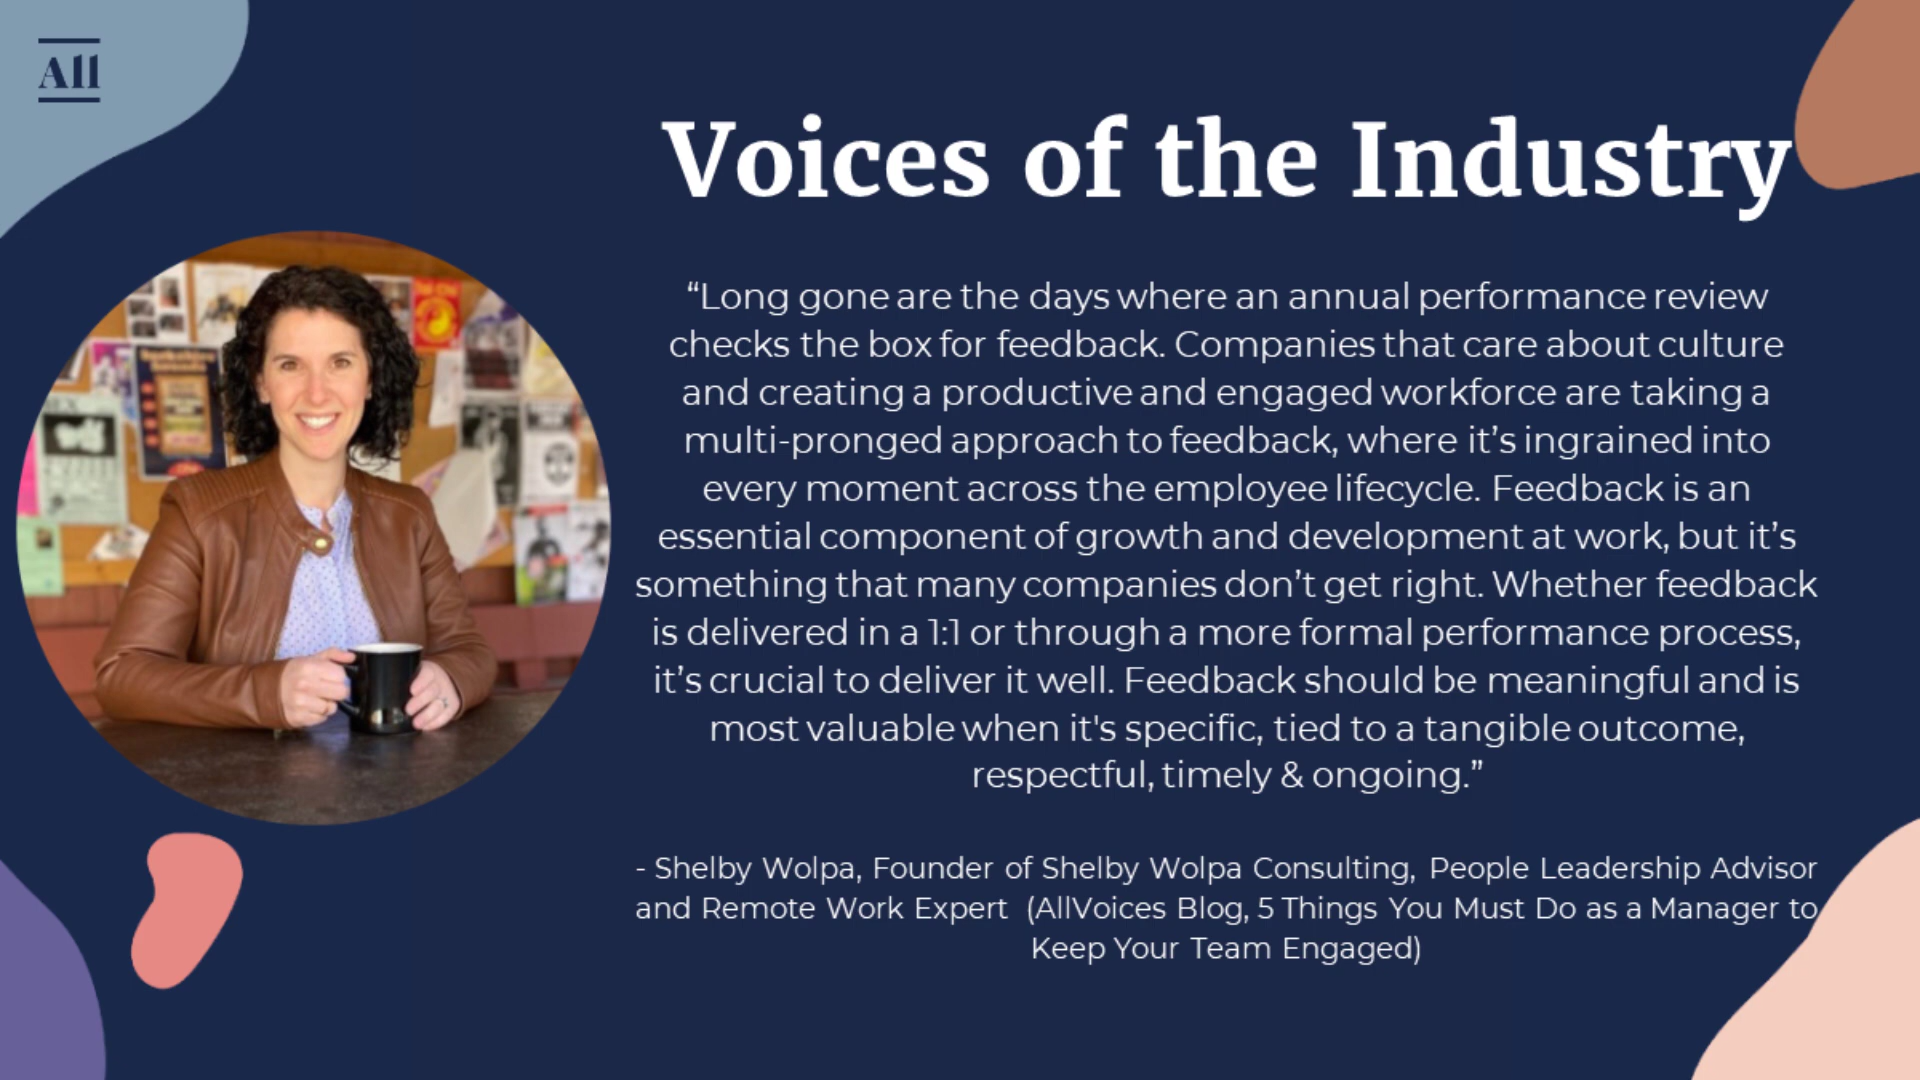 All
Voices of the Industry
“Long gone are the days where an annual performance review
checks the box for feedback. Companies that care about culture
and creating a productive and engaged workforce are taking a
multi-pronged approach to feedback, where it’s ingrained into
every moment across the employee lifecycle. Feedback is an
essential component of growth and development at work, but it’s
something that many companies don’t get right. Whether feedback
is delivered in a 1:1 or through a more formal performance process,
it’s crucial to deliver it well. Feedback should be meaningful and is
most valuable when it's specific, tied to a tangible outcome,
respectful, timely & ongoing.”
- Shelby Wolpa, Founder of Shelby Wolpa Consulting, People Leadership Advisor
and Remote Work Expert (AllVoices Blog, 5 Things You Must Do as a Manager to
Keep Your Team Engaged)